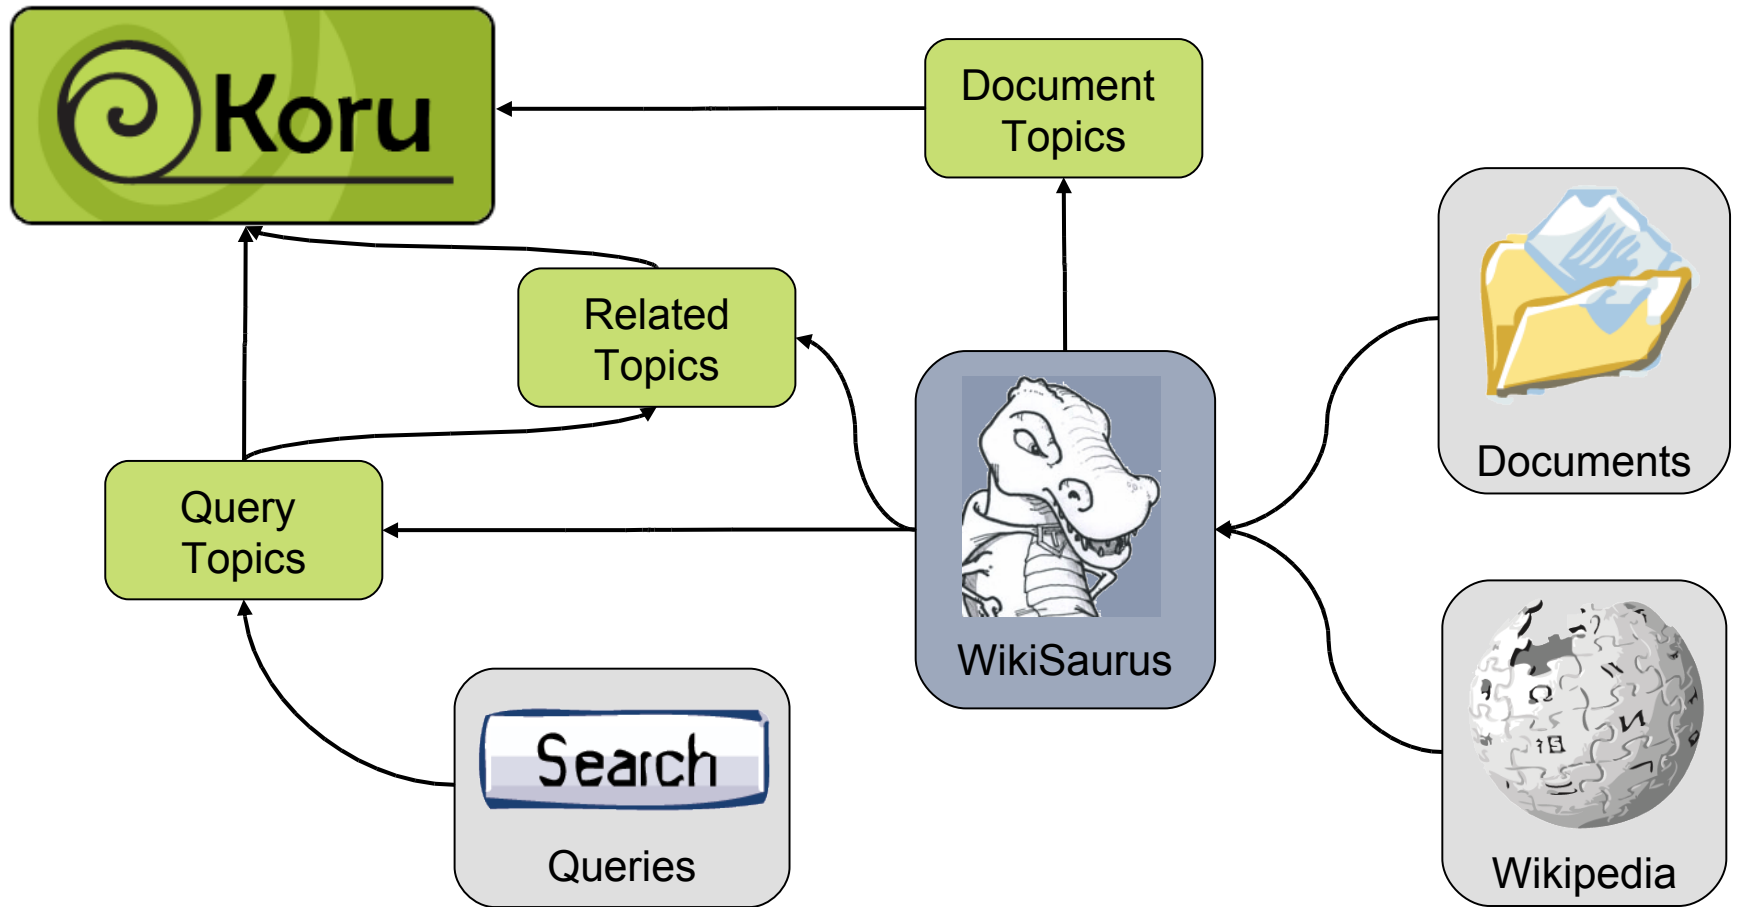 Koru
Document
Topics
Related
Topics
Query
Topics
WikiSaurus
Documents
Search
Queries
Wikipedia